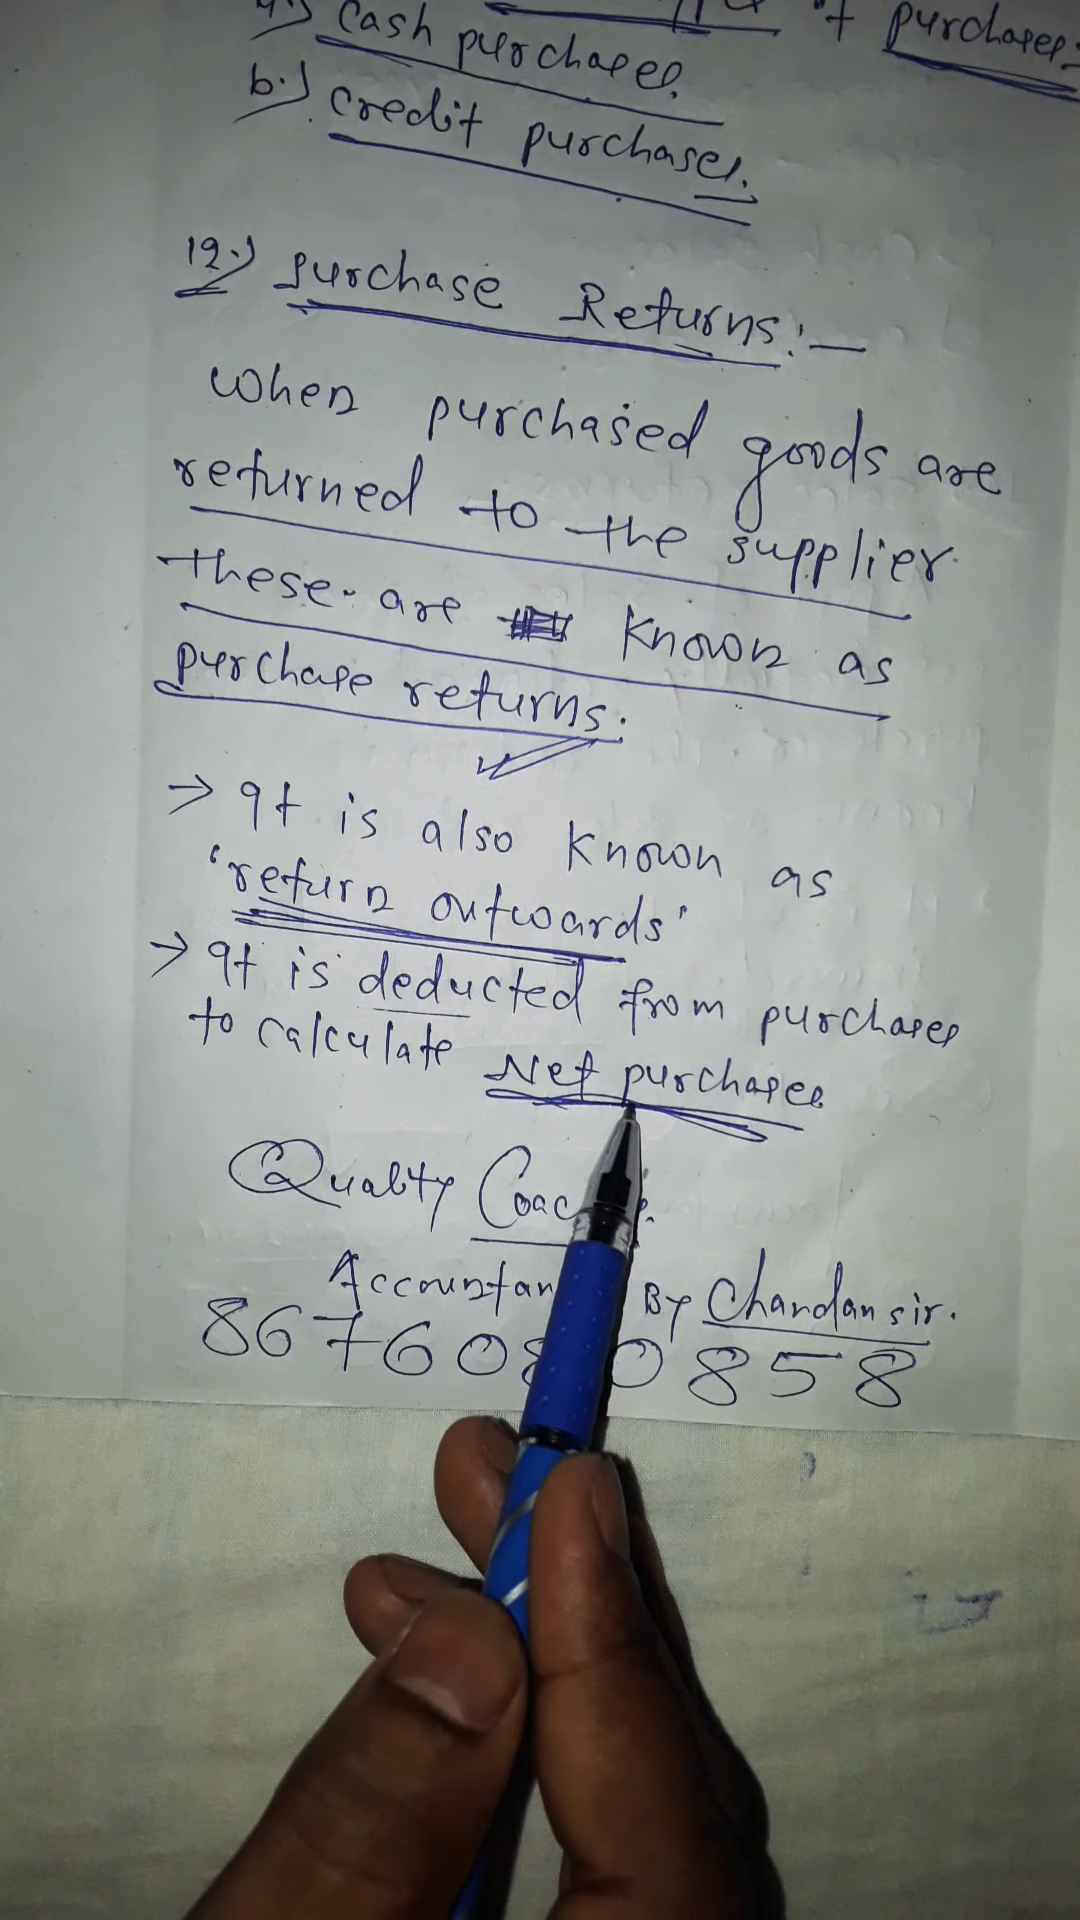 a.) Cash purchases.
purchases:
b.) Credit purchases.
12.) Purchase Returns:—
When purchased goods are
returned to the supplier
these are known as
purchase returns.
→ It is also known as
'return outwards'
→ It is deducted from purchases
to calculate Net purchases
Quality
By Chandan sir.